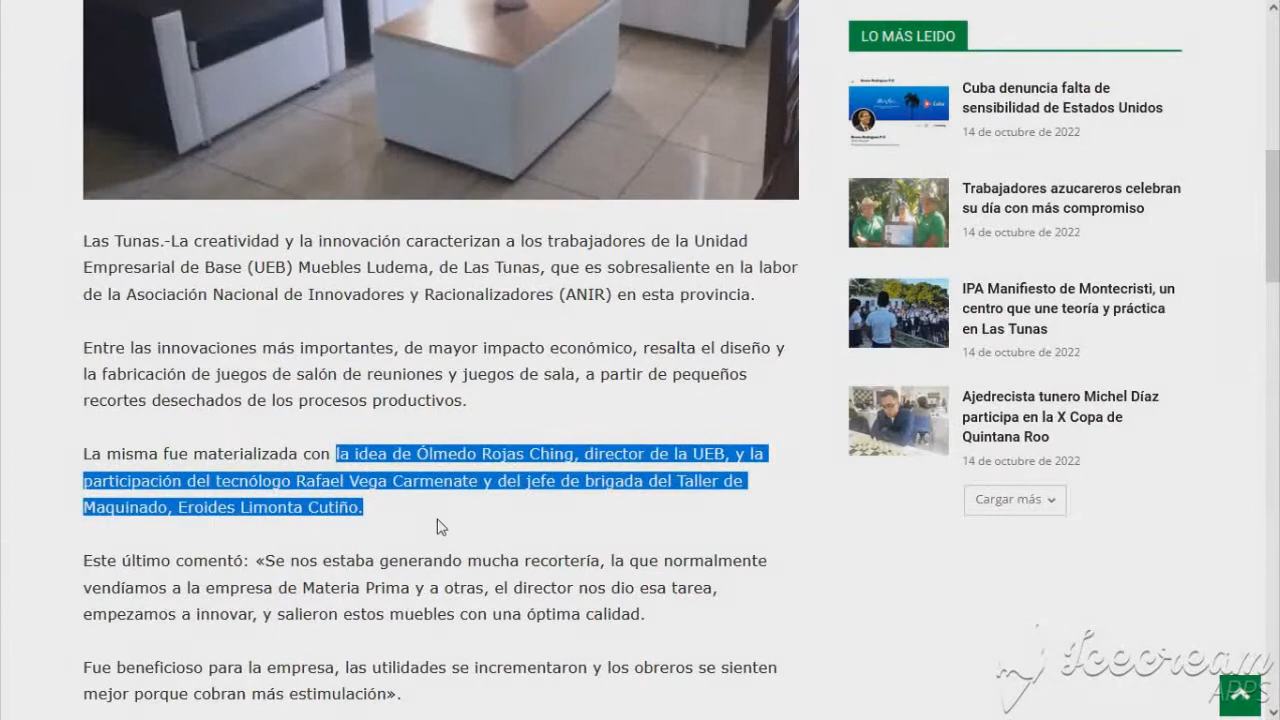 Las Tunas.-La creatividad y la innovación caracterizan a los trabajadores de la Unidad
Empresarial de Base (UEB) Muebles Ludema, de Las Tunas, que es sobresaliente en la labor
de la Asociación Nacional de Innovadores y Racionalizadores (ANIR) en esta provincia.
Entre las innovaciones más importantes, de mayor impacto económico, resalta el diseño y
la fabricación de juegos de salón de reuniones y juegos de sala, a partir de pequeños
recortes desechados de los procesos productivos.
La misma fue materializada con la idea de Ólmedo Rojas Ching, director de la UEB, y la
participación del tecnólogo Rafael Vega Carmenate y del jefe de brigada del Taller de
Maquinado, Eroides Limonta Cutiño.
Este último comentó: «Se nos estaba generando mucha recortería, la que normalmente
vendíamos a la empresa de Materia Prima y a otras, el director nos dio esa tarea,
empezamos a innovar, y salieron estos muebles con una óptima calidad.
Fue beneficioso para la empresa, las utilidades se incrementaron y los obreros se sienten
mejor porque cobran más estimulación».
LO MÁS LEIDO
Cuba denuncia falta de
sensibilidad de Estados Unidos
14 de octubre de 2022
Trabajadores azucareros celebran
su día con más compromiso
14 de octubre de 2022
IPA Manifiesto de Montecristi, un
centro que une teoría y práctica
en Las Tunas
14 de octubre de 2022
Ajedrecista tunero Michel Díaz
participa en la X Copa de
Quintana Roo
14 de octubre de 2022
Cargar más
Icecream
APPS